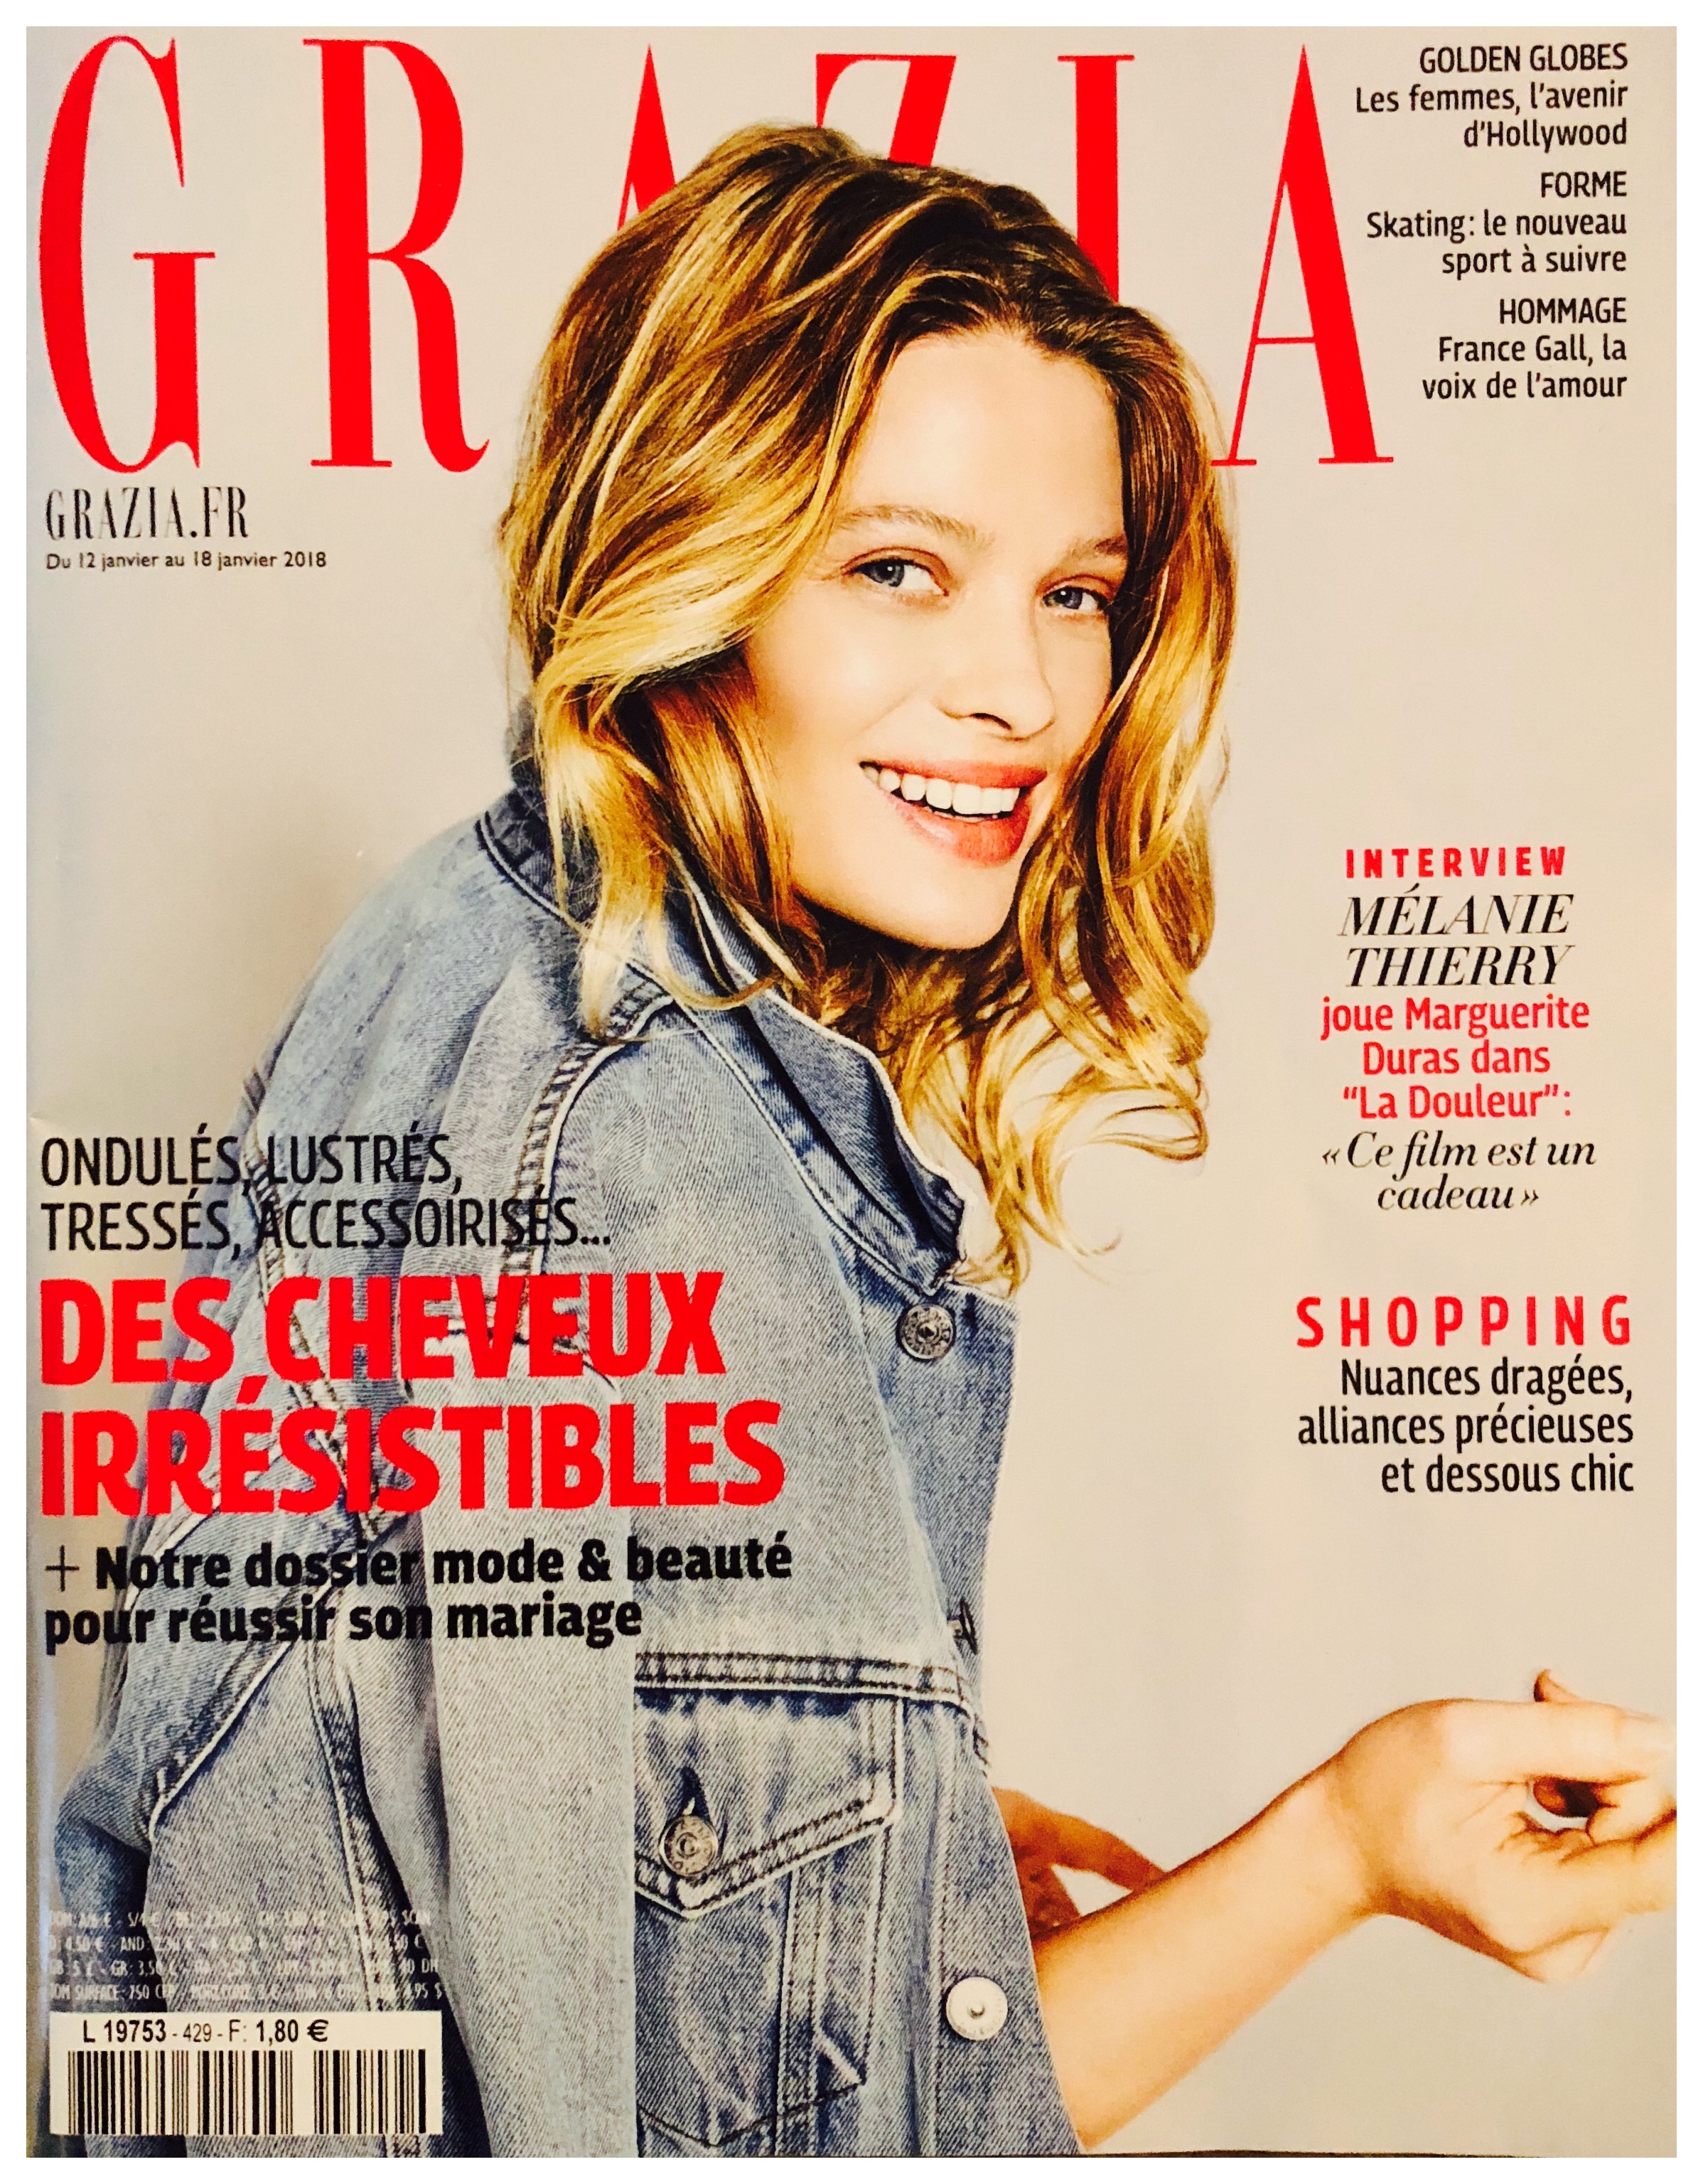 GRAZIA
GOLDEN GLOBES
Les femmes, l'avenir
d'Hollywood
FORME
Skating: le nouveau
sport à suivre
HOMMAGE
France Gall, la
voix de l'amour
GRAZIA.FR
Du 12 janvier au 18 janvier 2018
INTERVIEW
MÉLANIE
THIERRY
joue Marguerite
Duras dans
“La Douleur”:
«Ce film est un
cadeau»
ONDULÉS, LUSTRÉS,
TRESSÉS, ACCESSOIRISÉS...
DES CHEVEUX
IRRÉSISTIBLES
+ Notre dossier mode & beauté
pour réussir son mariage
SHOPPING
Nuances dragées,
alliances précieuses
et dessous chic
L 19753 - 429 - F: 1,80 €